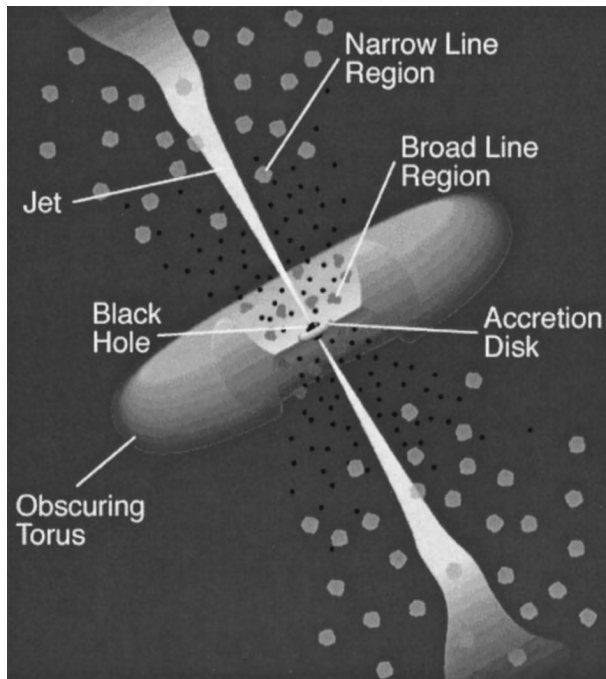 Narrow Line
Region
Broad Line
Region
Jet
Black
Hole
Accretion
Disk
Obscuring
Torus